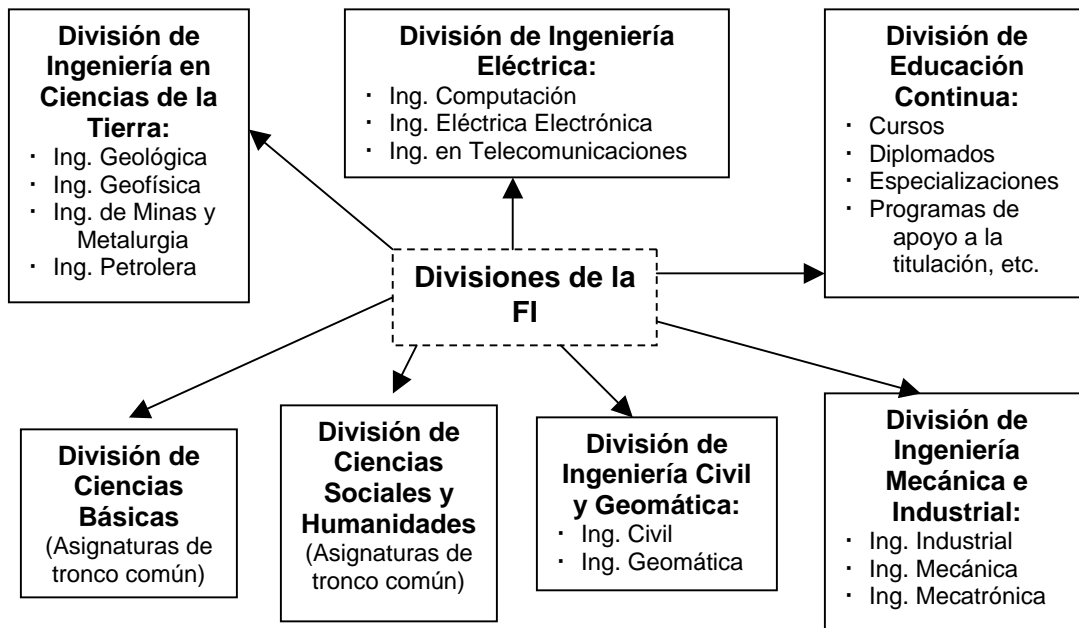 División de
Ingeniería en
Ciencias de la
Tierra:
· Ing. Geológica
· Ing. Geofísica
· Ing. de Minas y
Metalurgia
· Ing. Petrolera
División de Ingeniería
Eléctrica:
· Ing. Computación
· Ing. Eléctrica Electrónica
· Ing. en Telecomunicaciones
División de
Educación
Continua:
· Cursos
· Diplomados
· Especializaciones
· Programas de
apoyo a la
titulación, etc.
Divisiones de la
FI
División de
Ciencias
Básicas
(Asignaturas de
tronco común)
División de
Ciencias
Sociales y
Humanidades
(Asignaturas de
tronco común)
División de
Ingeniería Civil
y Geomática:
· Ing. Civil
· Ing. Geomática
División de
Ingeniería
Mecánica e
Industrial:
· Ing. Industrial
· Ing. Mecánica
· Ing. Mecatrónica